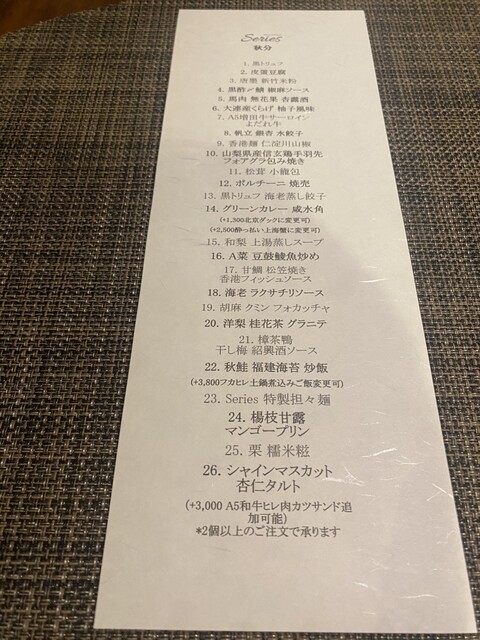 Series
秋分
1. 黒トリュフ
2. 皮蛋豆腐
3. 唐墨 新竹米粉
4. 黒酢〆鯖 椒麻ソース
5. 馬肉 無花果 杏露酒
6. 大連産くらげ 柚子風味
7. A5増田牛サーロイン
よだれ牛
8. 帆立 銀杏 水餃子
9. 香港麺 仁淀川山椒
10. 山梨県産信玄鶏手羽先
フォアグラ包み焼き
11. 松茸 小籠包
12. ポルチーニ 焼売
13. 黒トリュフ 海老蒸し餃子
14. グリーンカレー 咸水角
(+1,300北京ダックに変更可)
(+2,500酔っ払い上海蟹に変更可)
15. 和梨 上湯蒸しスープ
16. A菜 豆鼓鯪魚炒め
17. 甘鯛 松笠焼き
香港フィッシュソース
18. 海老 ラクサチリソース
19. 胡麻 クミン フォカッチャ
20. 洋梨 桂花茶 グラニテ
21. 樟茶鴨
干し梅 紹興酒ソース
22. 秋鮭 福建海苔 炒飯
(+3,800フカヒレ土鍋煮込みご飯変更可)
23. Series 特製担々麺
24. 楊枝甘露
マンゴープリン
25. 栗 糯米糍
26. シャインマスカット
杏仁タルト
(+3,000 A5和牛ヒレ肉カツサンド追
加可能)
*2個以上のご注文で承ります